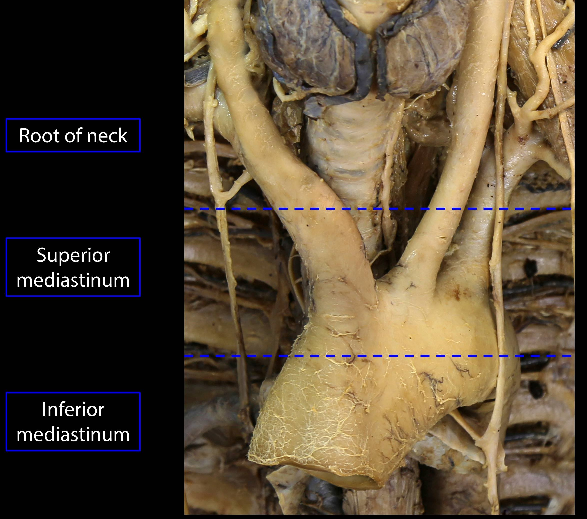 Root of neck
Superior
mediastinum
Inferior
mediastinum